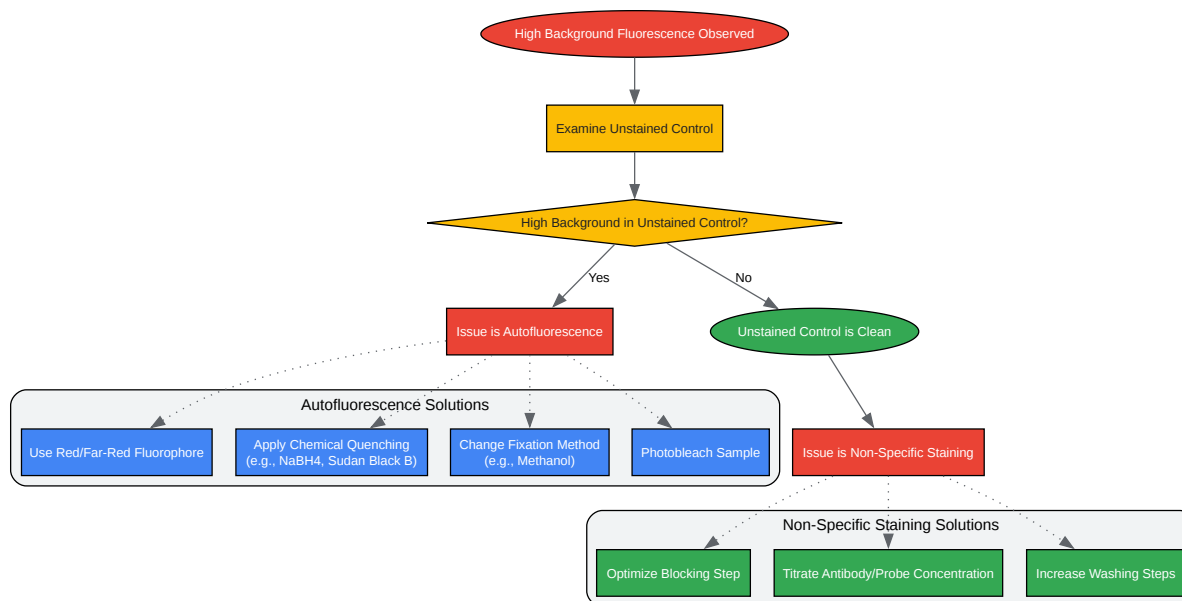 High Background Fluorescence Observed
Examine Unstained Control
High Background in Unstained Control?
Yes
No
Issue is Autofluorescence
Unstained Control is Clean
Autofluorescence Solutions
Use Red/Far-Red Fluorophore
Apply Chemical Quenching
(e.g., NaBH4, Sudan Black B)
Change Fixation Method
(e.g., Methanol)
Photobleach Sample
Issue is Non-Specific Staining
Non-Specific Staining Solutions
Optimize Blocking Step
Titrate Antibody/Probe Concentration
Increase Washing Steps